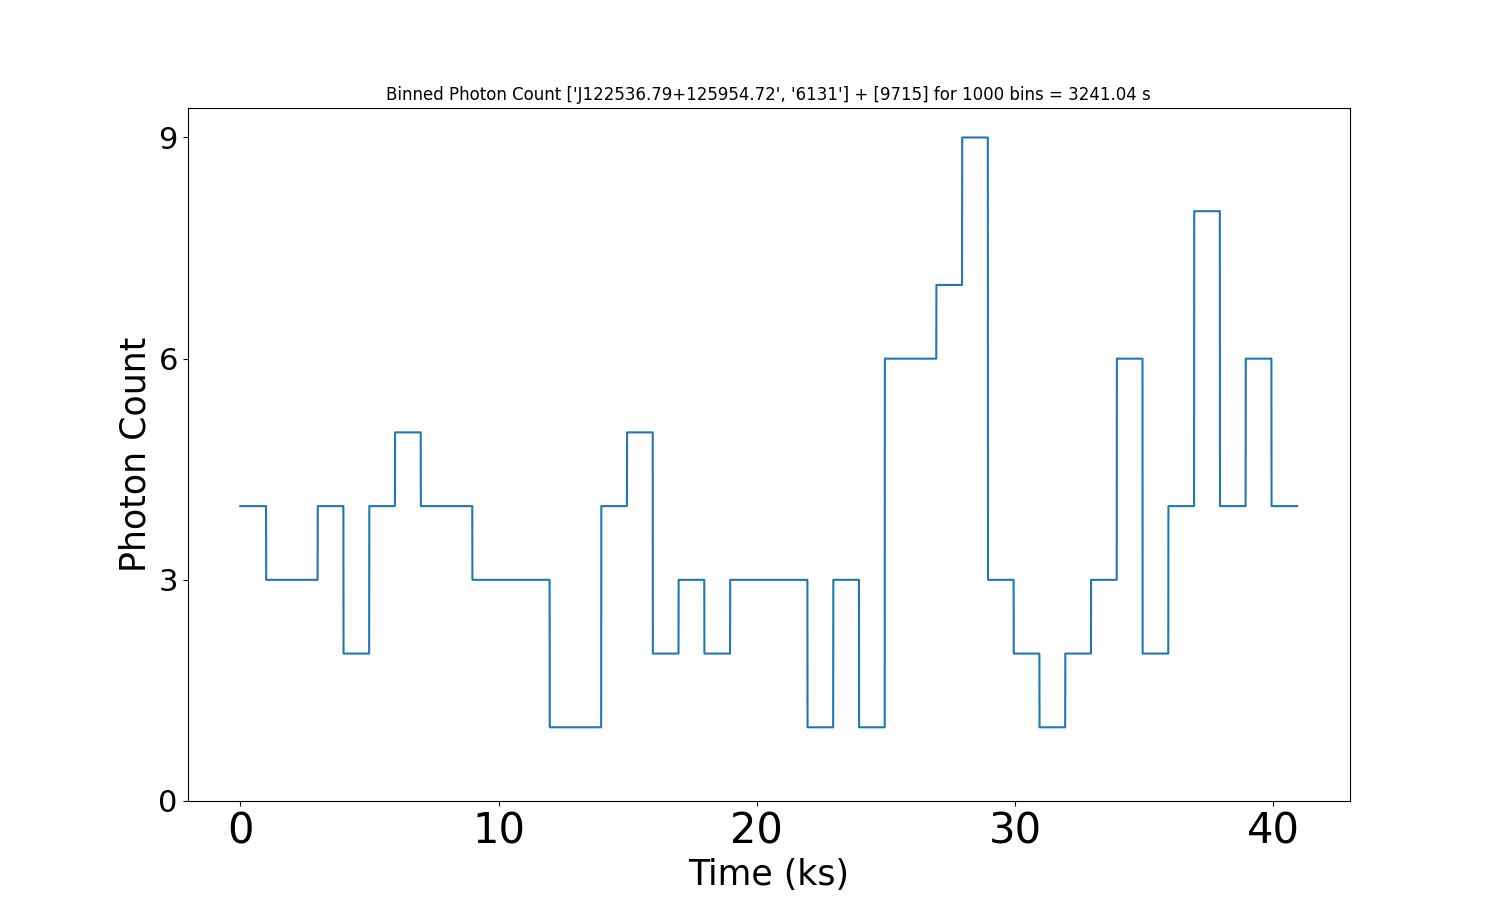 Binned Photon Count ['J122536.79+125954.72', '6131'] + [9715] for 1000 bins = 3241.04 s
9
6
3
0
Photon Count
0 10 20 30 40
Time (ks)